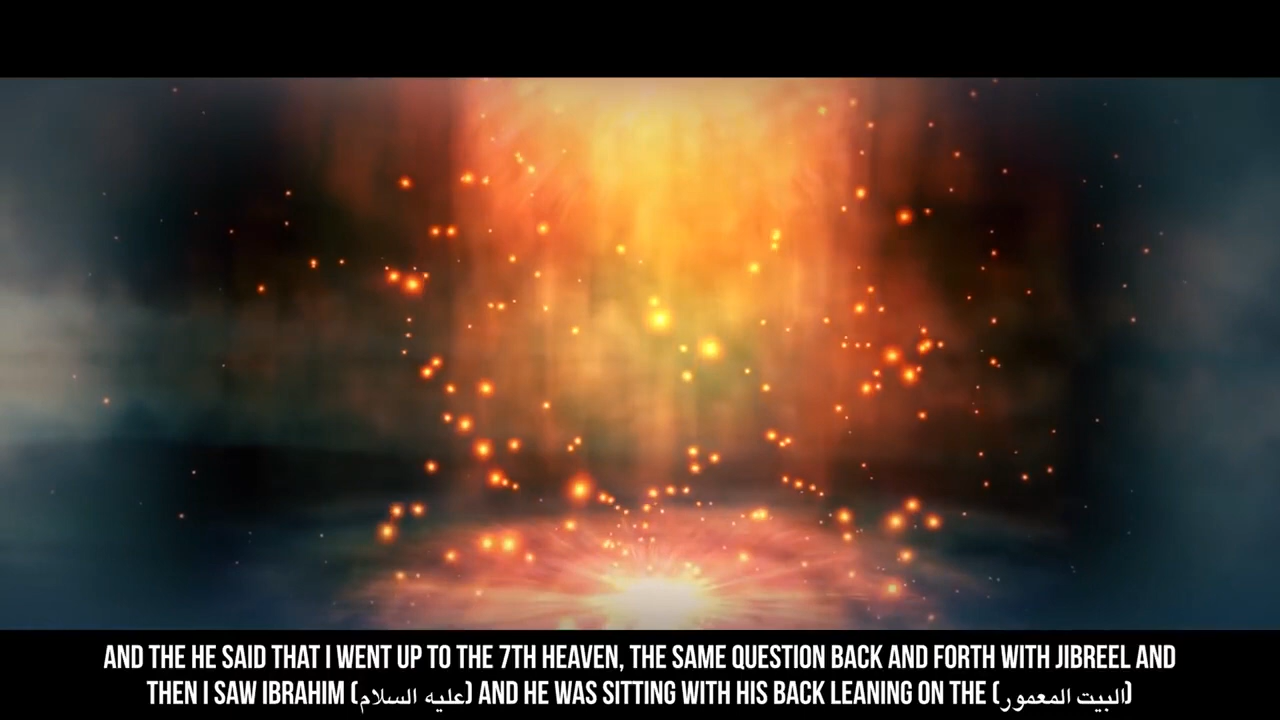 AND THE HE SAID THAT I WENT UP TO THE 7TH HEAVEN, THE SAME QUESTION BACK AND FORTH WITH JIBREEL AND
THEN I SAW IBRAHIM (عليه السلام) AND HE WAS SITTING WITH HIS BACK LEANING ON THE (البيت المعمور)